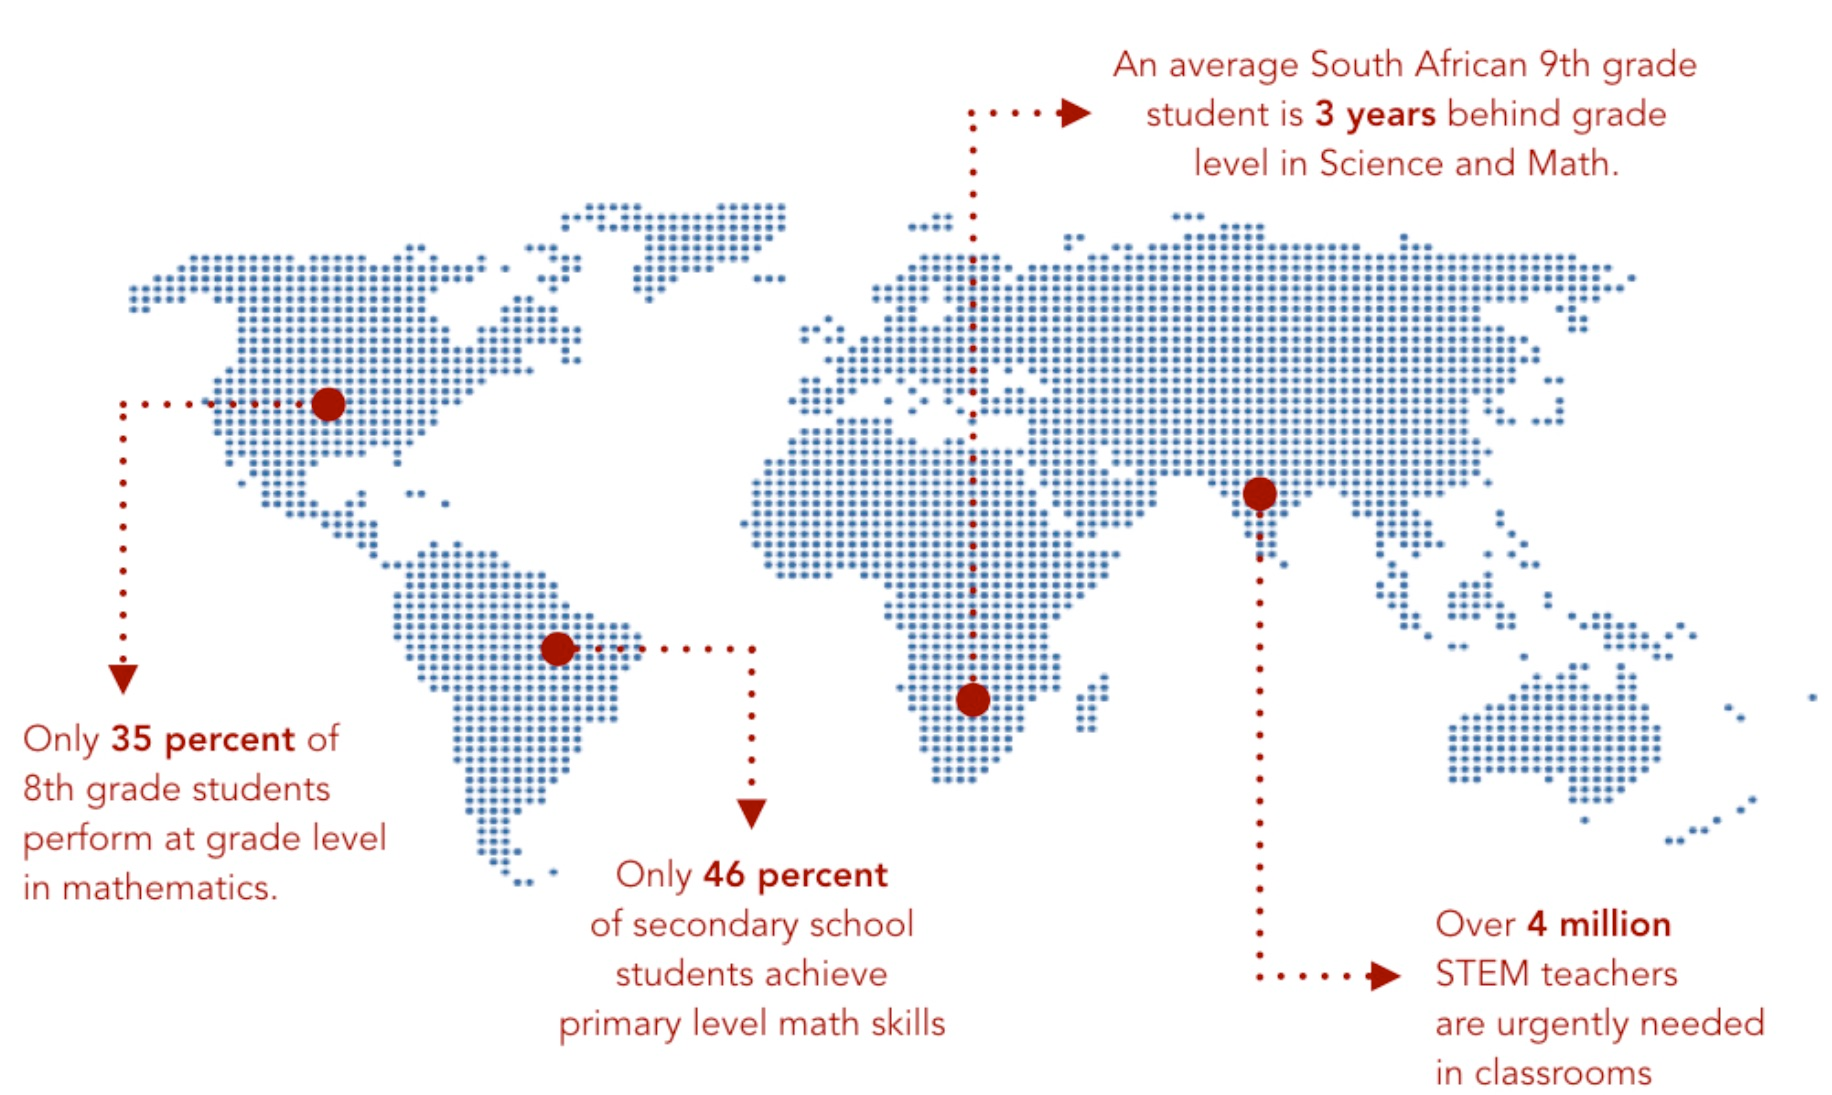 An average South African 9th grade
student is 3 years behind grade
level in Science and Math.
Only 35 percent of
8th grade students
perform at grade level
in mathematics.
Only 46 percent
of secondary school
students achieve
primary level math skills
Over 4 million
STEM teachers
are urgently needed
in classrooms